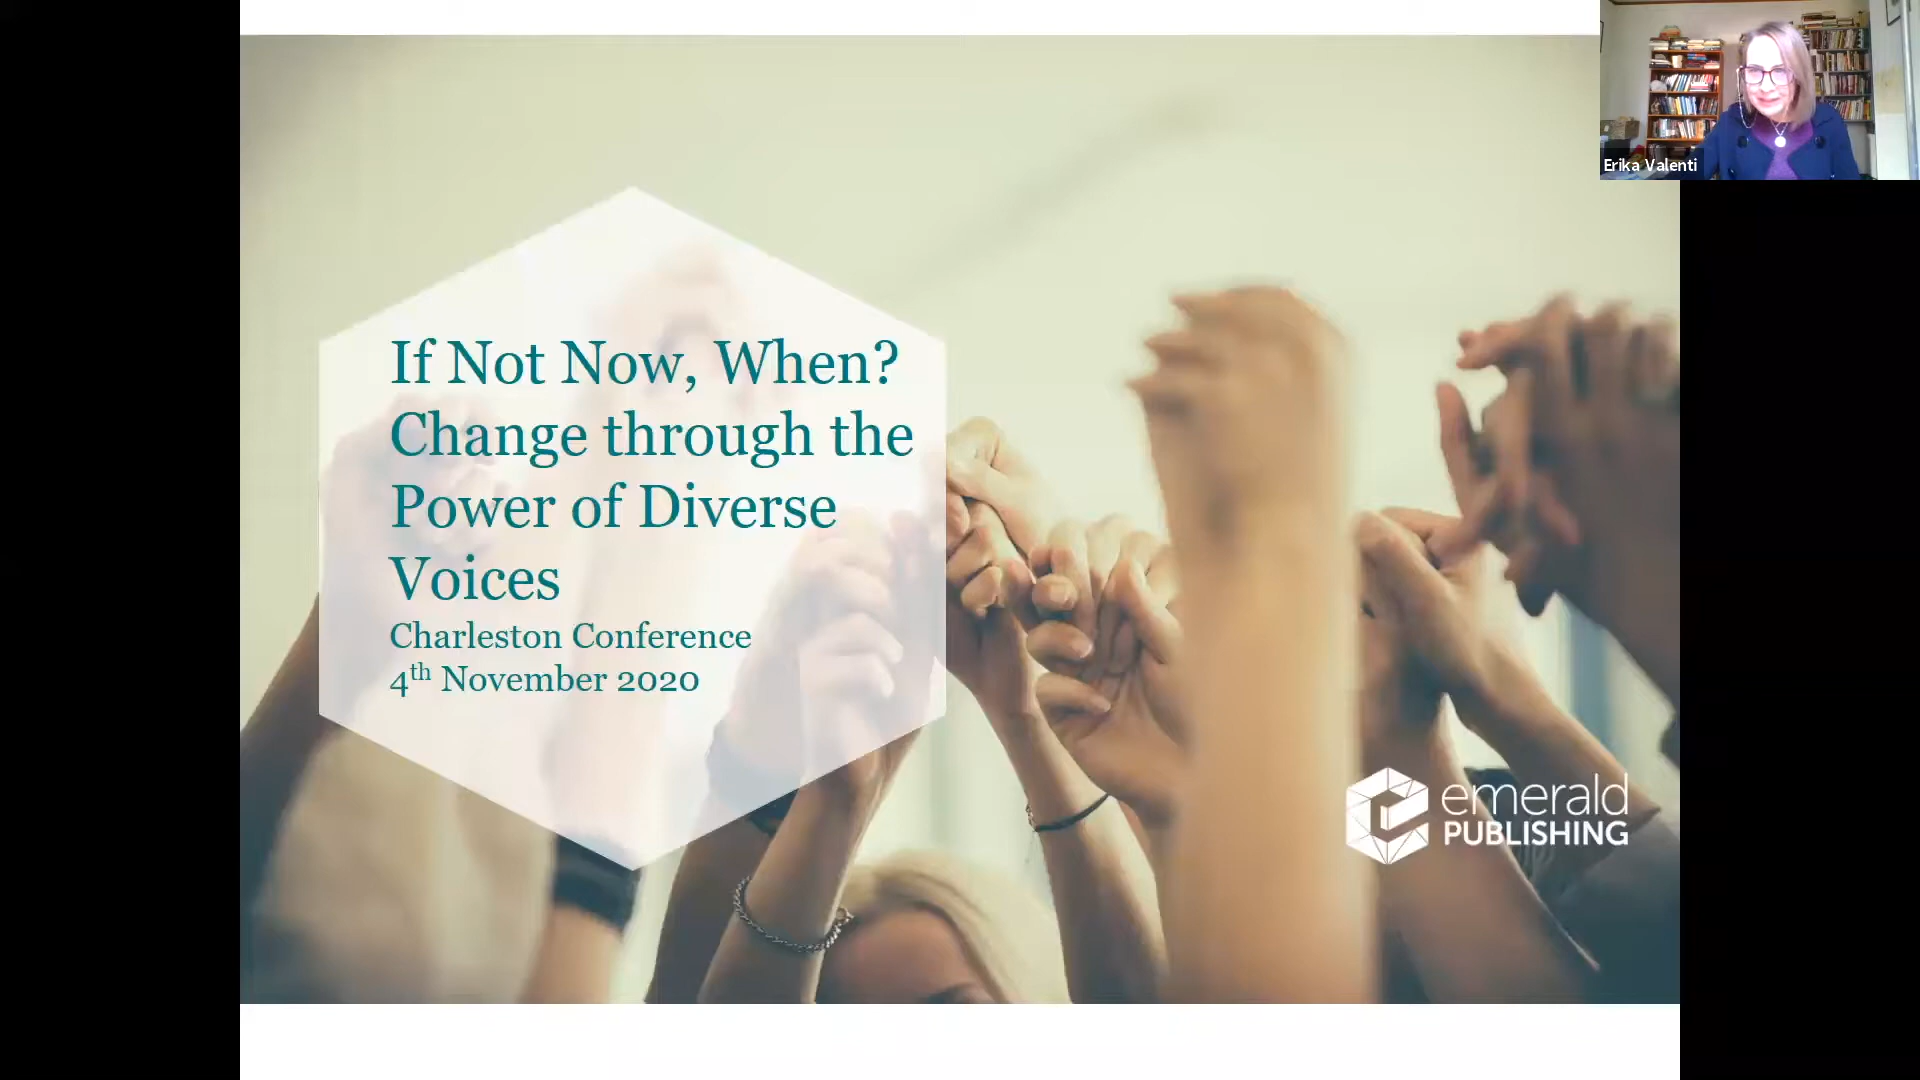 If Not Now, When?
Change through the
Power of Diverse
Voices
Charleston Conference
4th November 2020
emerald
PUBLISHING
Erika Valenti